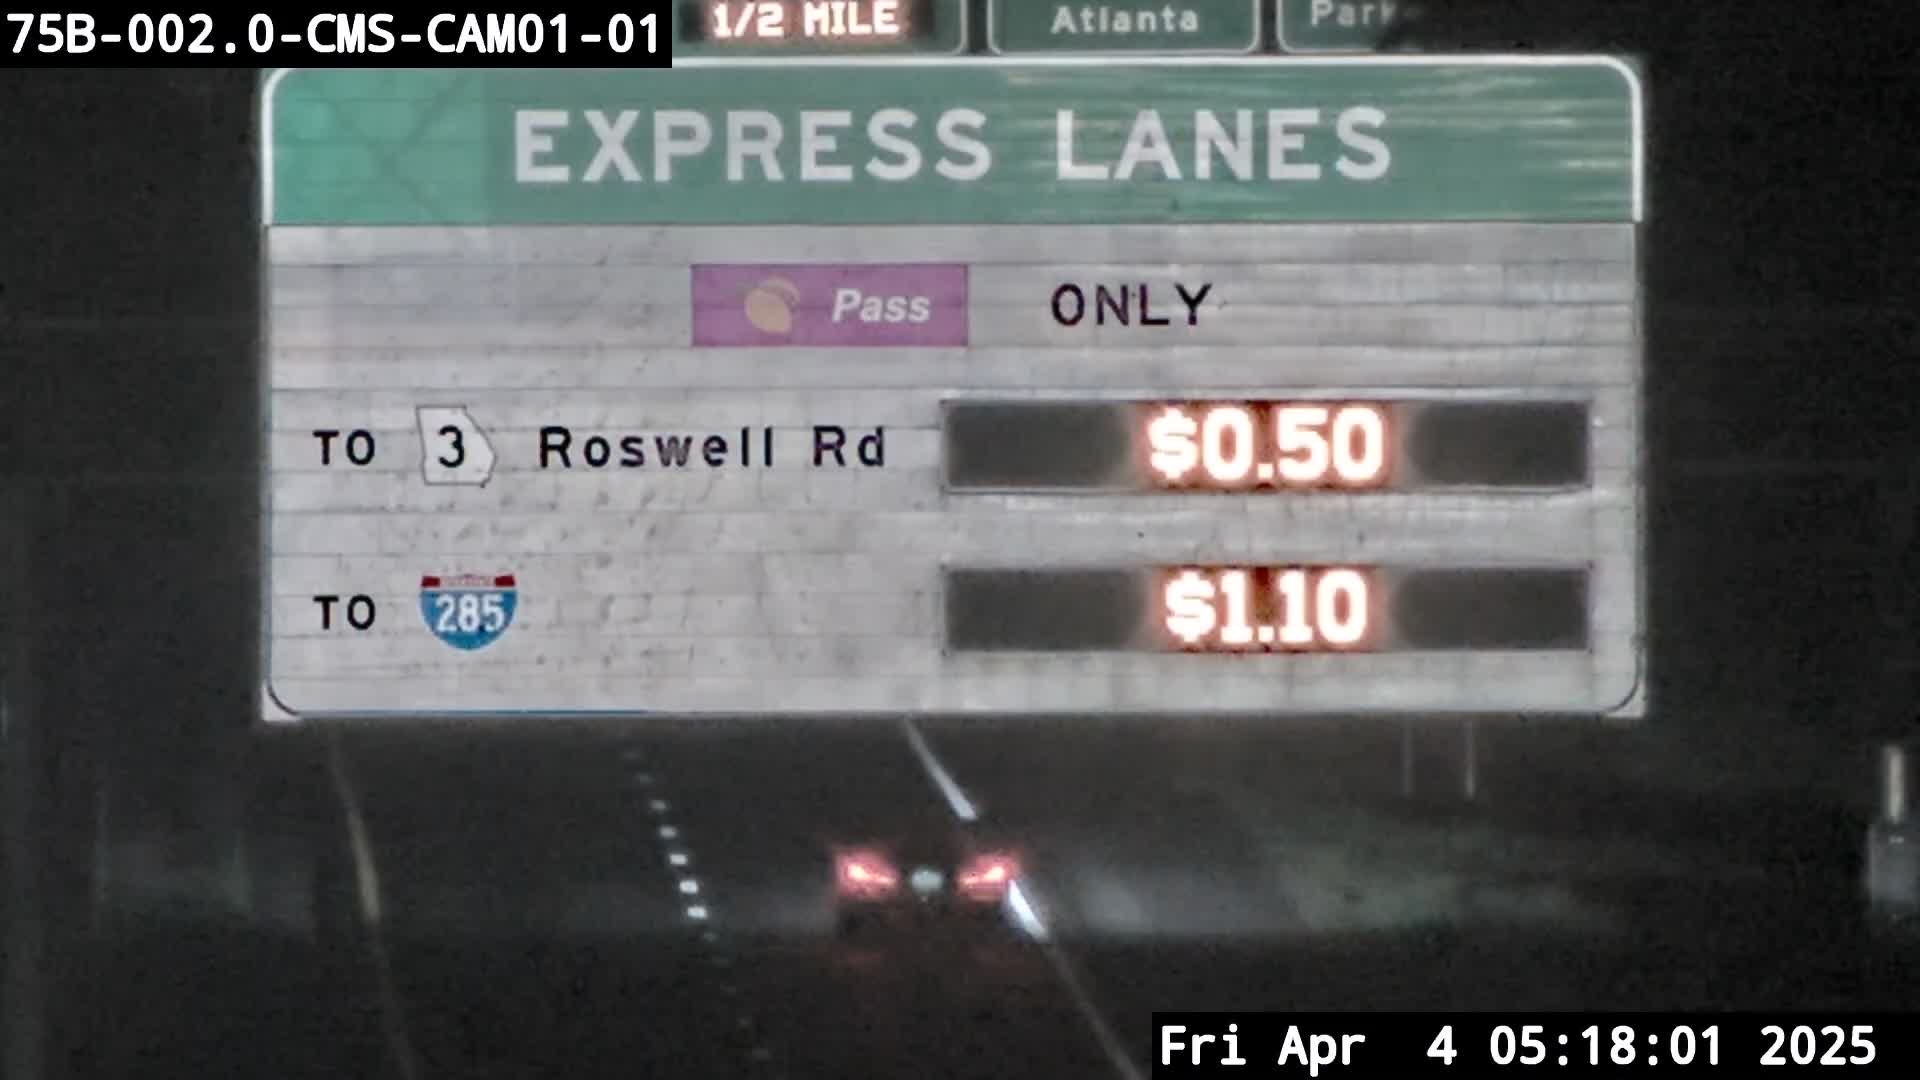 75B-002.0-CMS-CAM01-01
1/2 MILE
Atlanta
EXPRESS LANES
Pass ONLY
TO 3 Roswell Rd $0.50
TO 285 $1.10
Fri Apr 4 05:18:01 2025